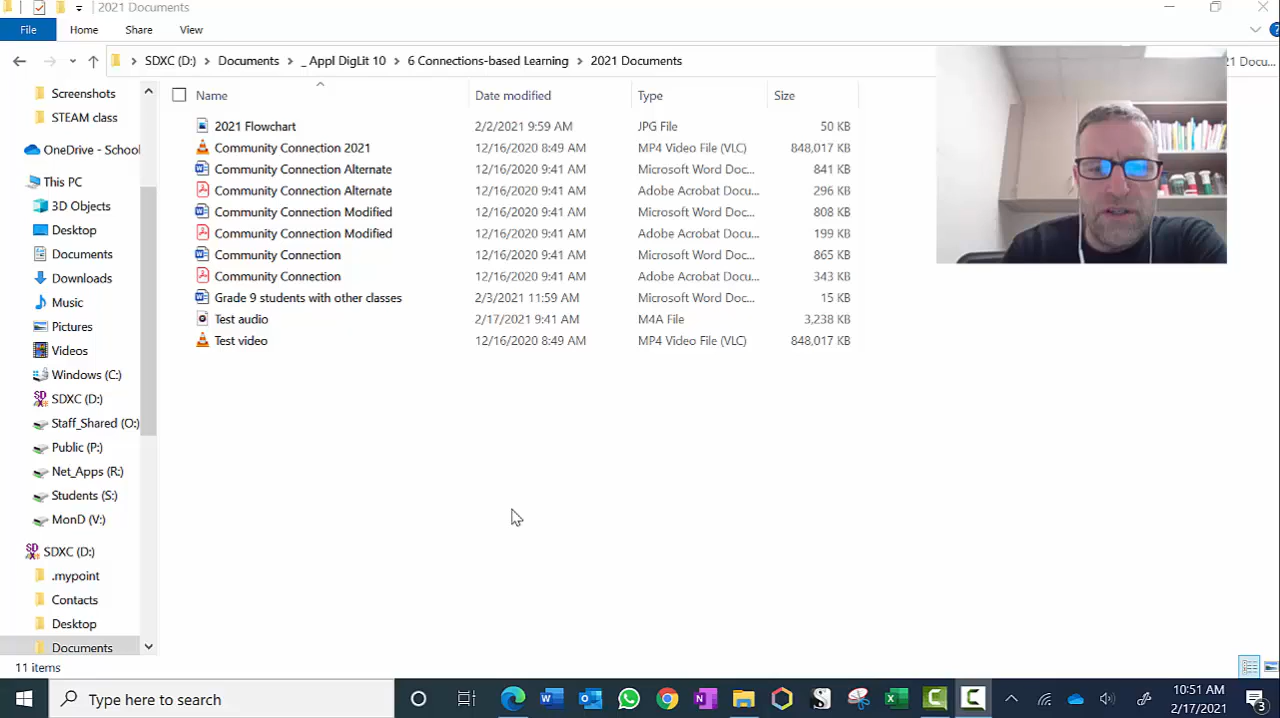 2021 Documents
File Home Share View
SDXC (D:) > Documents > _ Appl DigLit 10 > 6 Connections-based Learning > 2021 Documents 21 Docu...
Name Date modified Type Size
2021 Flowchart 2/2/2021 9:59 AM JPG File 50 KB
Community Connection 2021 12/16/2020 8:49 AM MP4 Video File (VLC) 848,017 KB
Community Connection Alternate 12/16/2020 9:41 AM Microsoft Word Doc... 841 KB
Community Connection Alternate 12/16/2020 9:41 AM Adobe Acrobat Docu... 296 KB
Community Connection Modified 12/16/2020 9:41 AM Microsoft Word Doc... 808 KB
Community Connection Modified 12/16/2020 9:41 AM Adobe Acrobat Docu... 199 KB
Community Connection 12/16/2020 9:41 AM Microsoft Word Doc... 865 KB
Community Connection 12/16/2020 9:41 AM Adobe Acrobat Docu... 343 KB
Grade 9 students with other classes 2/3/2021 11:59 AM Microsoft Word Doc... 15 KB
Test audio 2/17/2021 9:41 AM M4A File 3,238 KB
Test video 12/16/2020 8:49 AM MP4 Video File (VLC) 848,017 KB
Screenshots
STEAM class
OneDrive - School
This PC
3D Objects
Desktop
Documents
Downloads
Music
Pictures
Videos
Windows (C:)
SDXC (D:)
Staff_Shared (O:)
Public (P:)
Net_Apps (R:)
Students (S:)
MonD (V:)
SDXC (D:)
.mypoint
Contacts
Desktop
Documents
11 items
Type here to search
10:51 AM
2/17/2021
3